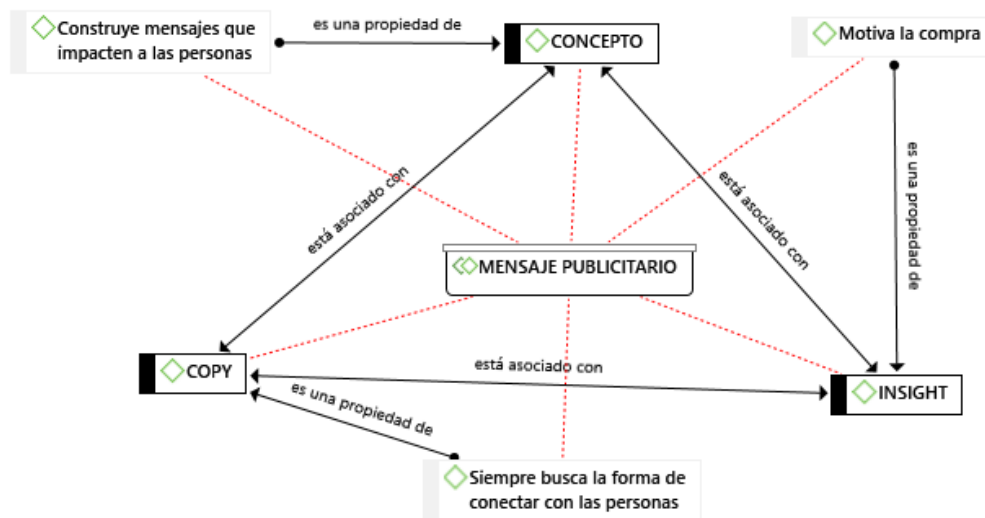 Construye mensajes que
impacten a las personas
es una propiedad de
CONCEPTO
Motiva la compra
está asociado con
está asociado con
es una propiedad de
MENSAJE PUBLICITARIO
COPY
está asociado con
INSIGHT
es una propiedad de
Siempre busca la forma de
conectar con las personas